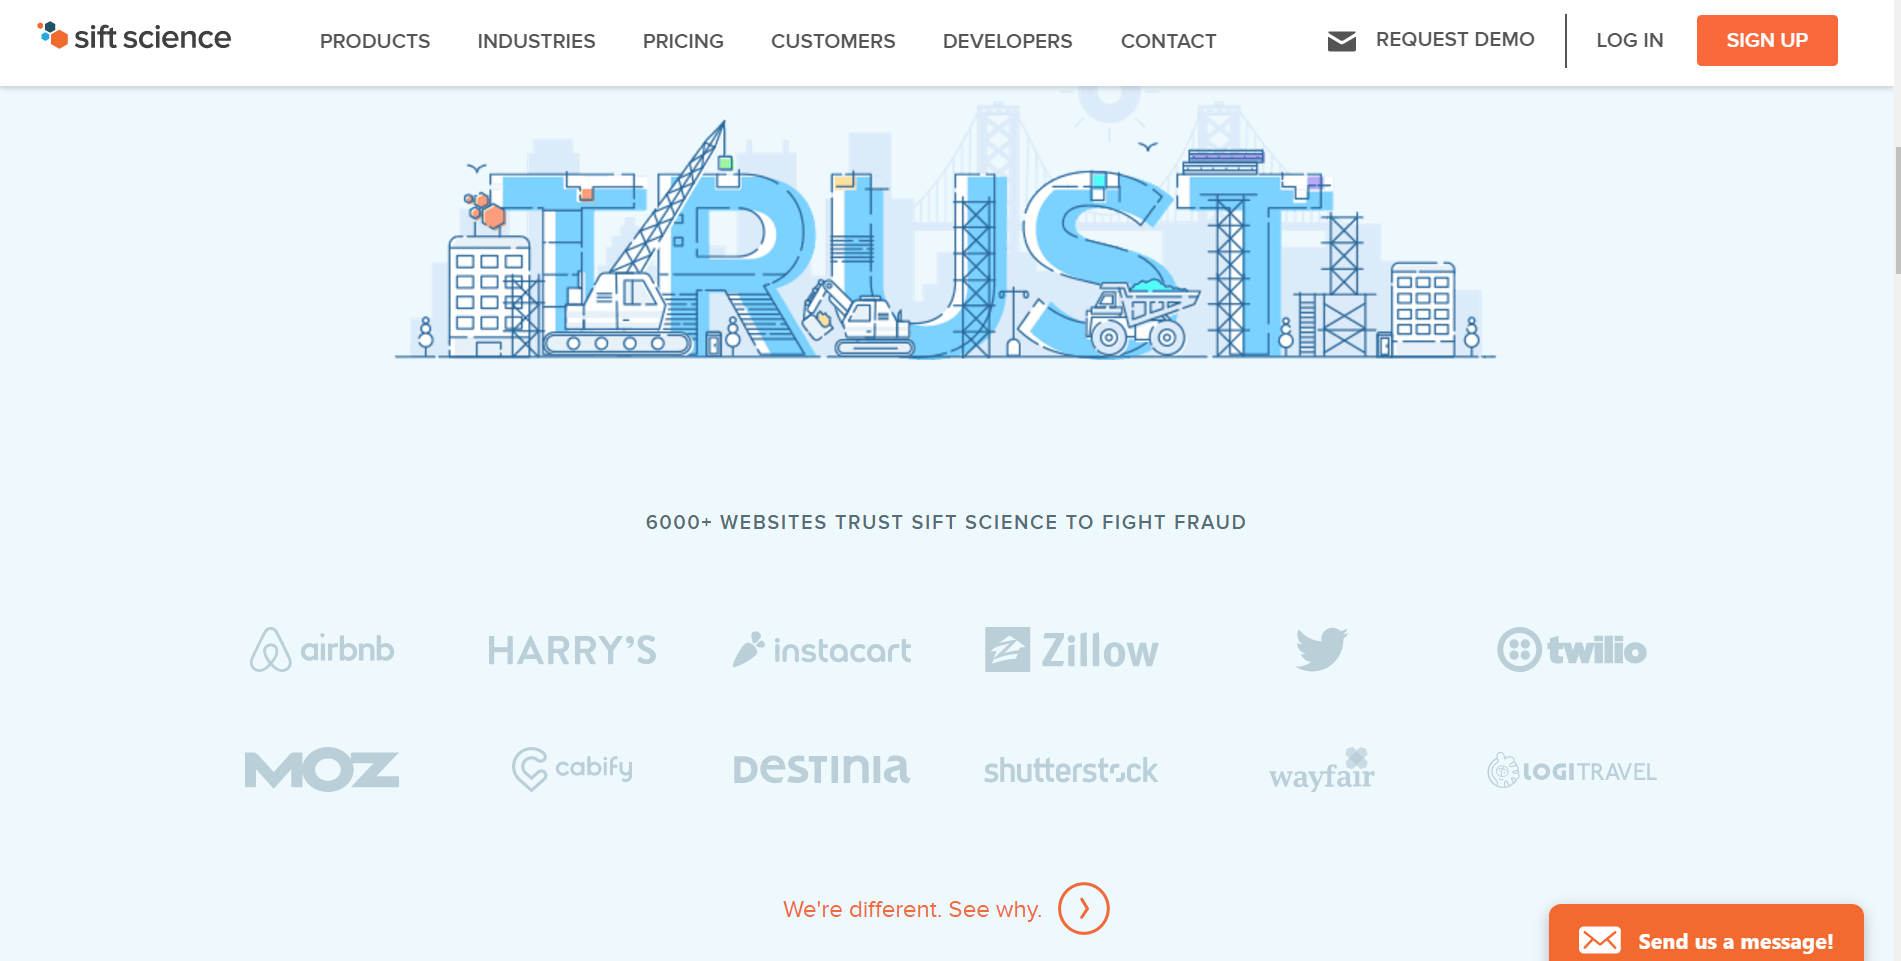 sift science
PRODUCTS INDUSTRIES PRICING CUSTOMERS DEVELOPERS CONTACT REQUEST DEMO LOG IN SIGN UP
TRUST
6000+ WEBSITES TRUST SIFT SCIENCE TO FIGHT FRAUD
airbnb HARRY'S instacart Zillow twilio
MOZ cabify DESTINIA shutterstock wayfair LOGITRAVEL
We're different. See why.
Send us a message!